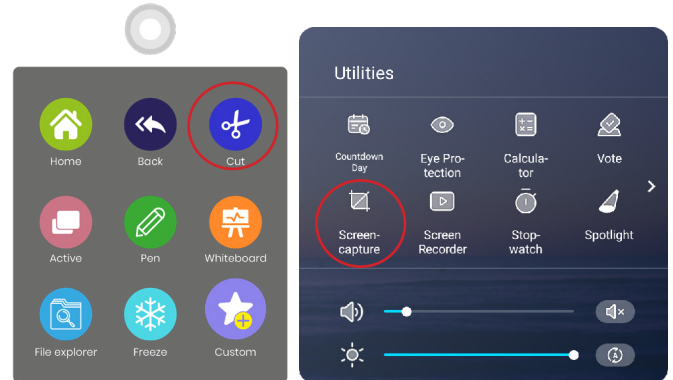 Home Back Cut
Active Pen Whiteboard
File explorer Freeze Custom
Utilities
Countdown
Day
Eye Pro-
tection
Calcula-
tor
Vote
Screen-
capture
Screen
Recorder
Stop-
watch
Spotlight